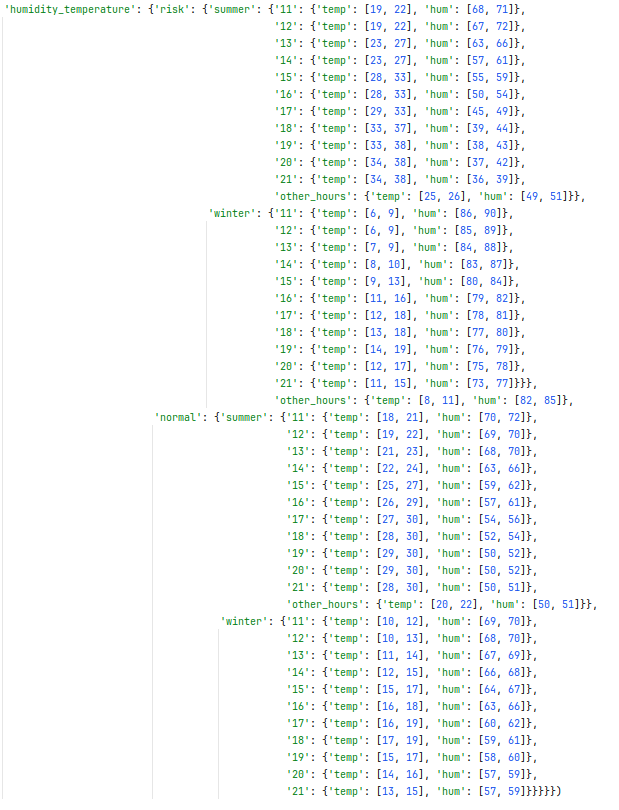 'humidity_temperature': {'risk': {'summer': {'11': {'temp': [19, 22], 'hum': [68, 71]},
'12': {'temp': [19, 22], 'hum': [67, 72]},
'13': {'temp': [23, 27], 'hum': [63, 66]},
'14': {'temp': [23, 27], 'hum': [57, 61]},
'15': {'temp': [28, 33], 'hum': [55, 59]},
'16': {'temp': [28, 33], 'hum': [50, 54]},
'17': {'temp': [29, 33], 'hum': [45, 49]},
'18': {'temp': [33, 37], 'hum': [39, 44]},
'19': {'temp': [33, 38], 'hum': [38, 43]},
'20': {'temp': [34, 38], 'hum': [37, 42]},
'21': {'temp': [34, 38], 'hum': [36, 39]},
'other_hours': {'temp': [25, 26], 'hum': [49, 51]}},
'winter': {'11': {'temp': [6, 9], 'hum': [86, 90]},
'12': {'temp': [6, 9], 'hum': [85, 89]},
'13': {'temp': [7, 9], 'hum': [84, 88]},
'14': {'temp': [8, 10], 'hum': [83, 87]},
'15': {'temp': [9, 13], 'hum': [80, 84]},
'16': {'temp': [11, 16], 'hum': [79, 82]},
'17': {'temp': [12, 18], 'hum': [78, 81]},
'18': {'temp': [13, 18], 'hum': [77, 80]},
'19': {'temp': [14, 19], 'hum': [76, 79]},
'20': {'temp': [12, 17], 'hum': [75, 78]},
'21': {'temp': [11, 15], 'hum': [73, 77]}}},
'other_hours': {'temp': [8, 11], 'hum': [82, 85]},
'normal': {'summer': {'11': {'temp': [18, 21], 'hum': [70, 72]},
'12': {'temp': [19, 22], 'hum': [69, 70]},
'13': {'temp': [21, 23], 'hum': [68, 70]},
'14': {'temp': [22, 24], 'hum': [63, 66]},
'15': {'temp': [25, 27], 'hum': [59, 62]},
'16': {'temp': [26, 29], 'hum': [57, 61]},
'17': {'temp': [27, 30], 'hum': [54, 56]},
'18': {'temp': [28, 30], 'hum': [52, 54]},
'19': {'temp': [29, 30], 'hum': [50, 52]},
'20': {'temp': [29, 30], 'hum': [50, 52]},
'21': {'temp': [28, 30], 'hum': [50, 51]},
'other_hours': {'temp': [20, 22], 'hum': [50, 51]}},
'winter': {'11': {'temp': [10, 12], 'hum': [69, 70]},
'12': {'temp': [10, 13], 'hum': [68, 70]},
'13': {'temp': [11, 14], 'hum': [67, 69]},
'14': {'temp': [12, 15], 'hum': [66, 68]},
'15': {'temp': [15, 17], 'hum': [64, 67]},
'16': {'temp': [16, 18], 'hum': [63, 66]},
'17': {'temp': [16, 19], 'hum': [60, 62]},
'18': {'temp': [17, 19], 'hum': [59, 61]},
'19': {'temp': [15, 17], 'hum': [58, 60]},
'20': {'temp': [14, 16], 'hum': [57, 59]},
'21': {'temp': [13, 15], 'hum': [57, 59]}}}}})